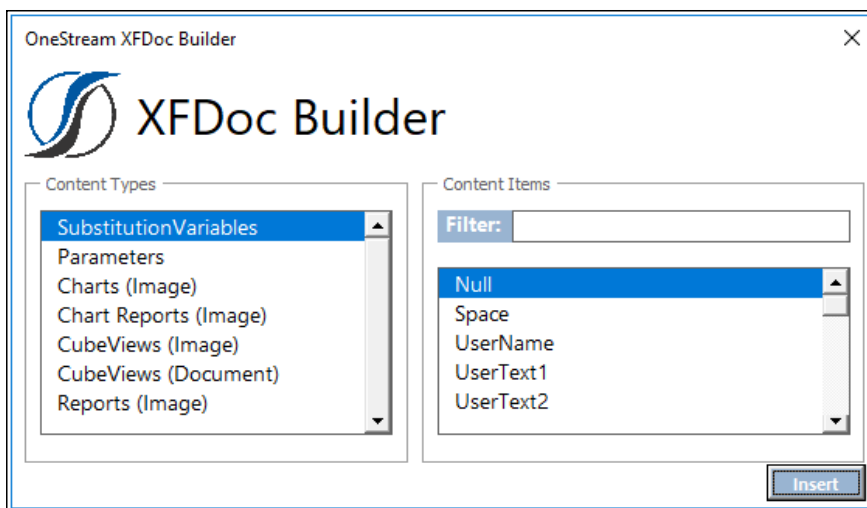 OneStream XFDoc Builder
XFDoc Builder
Content Types
SubstitutionVariables
Parameters
Charts (Image)
Chart Reports (Image)
CubeViews (Image)
CubeViews (Document)
Reports (Image)
Content Items
Filter:
Null
Space
UserName
UserText1
UserText2
Insert